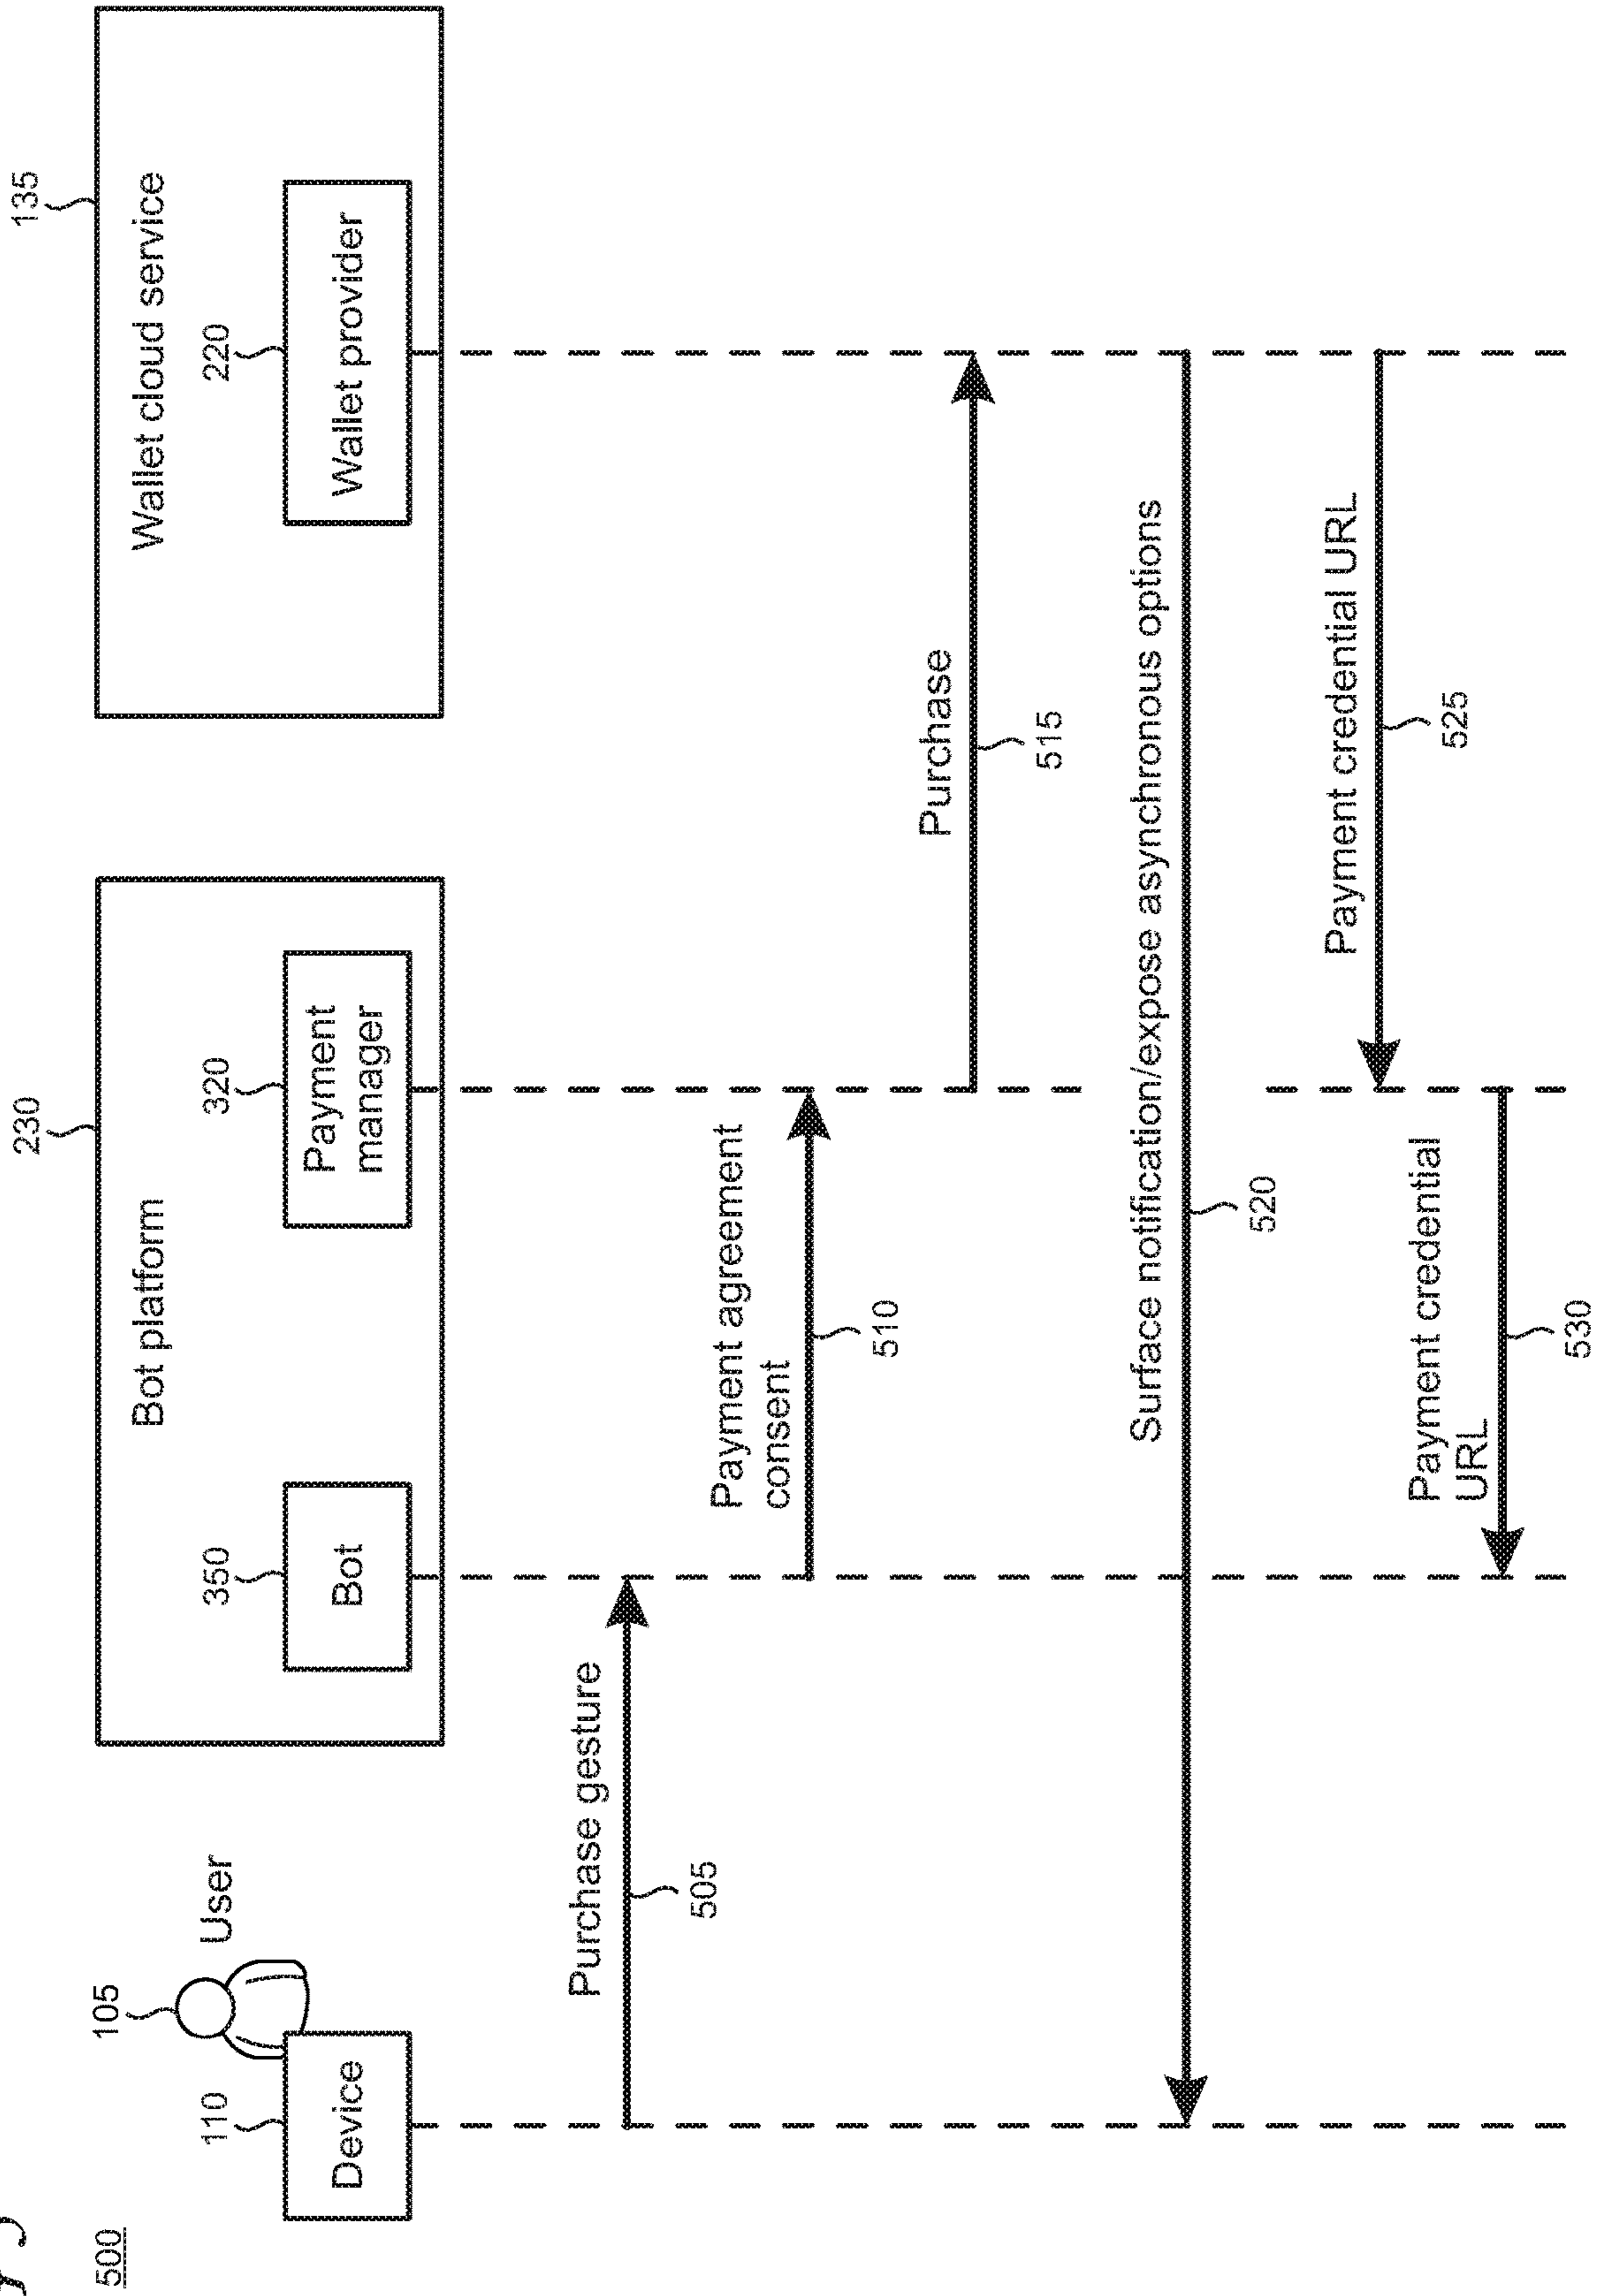 500
135
230
Wallet cloud service
Bot platform
105
User
110
350
320
220
Device
Bot
Payment
manager
Wallet provider
Purchase gesture
505
Payment agreement
consent
510
Purchase
515
Surface notification/expose asynchronous options
520
Payment credential URL
525
Payment credential
URL
530